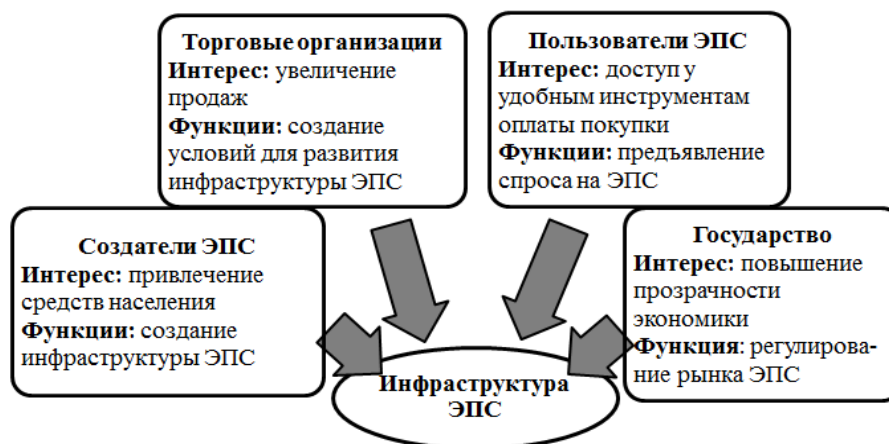 Торговые организации
Интерес: увеличение
продаж
Функции: создание
условий для развития
инфраструктуры ЭПС
Пользователи ЭПС
Интерес: доступ у
удобным инструментам
оплаты покупки
Функции: предъявление
спроса на ЭПС
Создатели ЭПС
Интерес: привлечение
средств населения
Функции: создание
инфраструктуры ЭПС
Государство
Интерес: повышение
прозрачности
экономики
Функция: регулирова-
ние рынка ЭПС
Инфраструктура
ЭПС